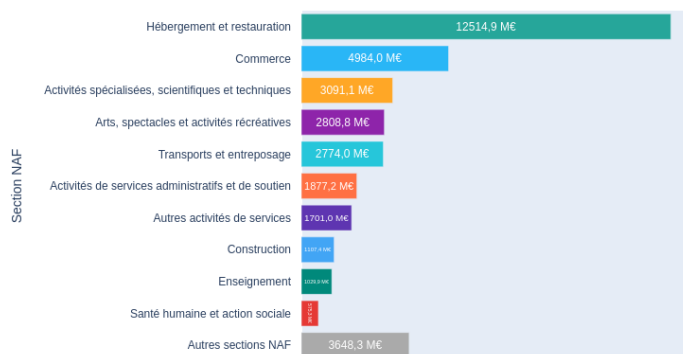 Section NAF
Hébergement et restauration 12514,9 M€
Commerce 4984,0 M€
Activités spécialisées, scientifiques et techniques 3091,1 M€
Arts, spectacles et activités récréatives 2808,8 M€
Transports et entreposage 2774,0 M€
Activités de services administratifs et de soutien 1877,2 M€
Autres activités de services 1701,0 M€
Construction M€
Enseignement M€
Santé humaine et action sociale M€
Autres sections NAF 3648,3 M€